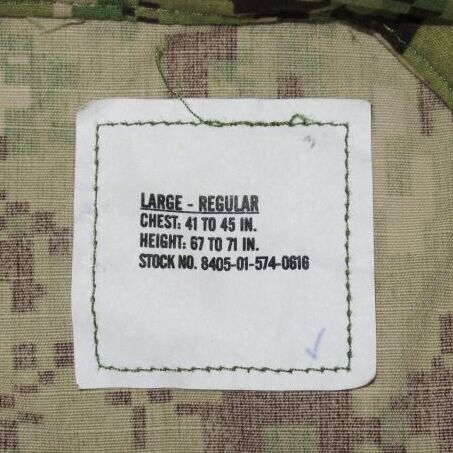 LARGE - REGULAR
CHEST: 41 TO 45 IN.
HEIGHT: 67 TO 71 IN.
STOCK NO. 8405-01-574-0616